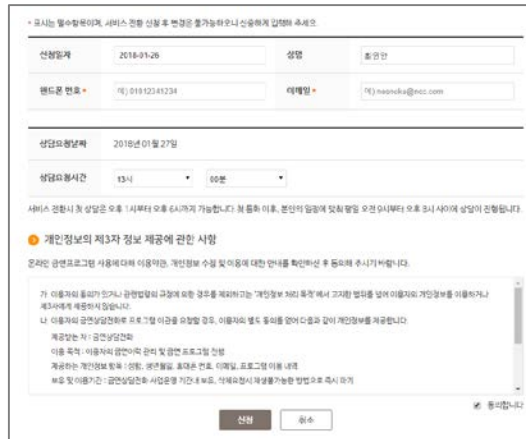 * 표시는 필수항목이며, 서비스 전환 신청 후 변경은 불가능하오니 신중하게 입력해 주세요.
신청일자 2018-01-26 성명
핸드폰 번호 * 예) 01012341234 이메일 * 예) neonoka@ncc.com
상담요청날짜 2018년 01월 27일
상담요청시간 13시 00분
서비스 전환시 첫 상담은 오후 1시부터 오후 6시까지 가능합니다. 첫 통화 이후, 본인의 일정에 맞춰 평일 오전 9시부터 오후 8시 사이에 상담이 진행됩니다.
개인정보의 제3자 정보 제공에 관한 사항
온라인 금연프로그램 사용에 대해 이용약관, 개인정보 수집 및 이용에 대한 안내를 확인하신 후 동의해 주시기 바랍니다.
가. 이용자의 동의가 있거나 관련법령의 규정에 의한 경우를 제외하고는 '개인정보 처리 목적'에서 고지한 범위를 넘어 이용자의 개인정보를 이용하거나
제3자에게 제공하지 않습니다.
나. 이용자의 금연상담전화로 프로그램 이관을 요청할 경우, 이용자의 별도 동의를 얻어 다음과 같이 개인정보를 제공합니다.
제공받는 자 : 금연상담전화
이용 목적 : 이용자의 금연이력 관리 및 금연 프로그램 진행
제공하는 개인정보 항목 : 성명, 생년월일, 휴대폰 번호, 이메일, 프로그램 이용 내역
보유 및 이용기간 : 금연상담전화 사업운영 기간내 보유, 삭제요청시 재생불가능한 방법으로 즉시 파기
동의합니다
신청 취소